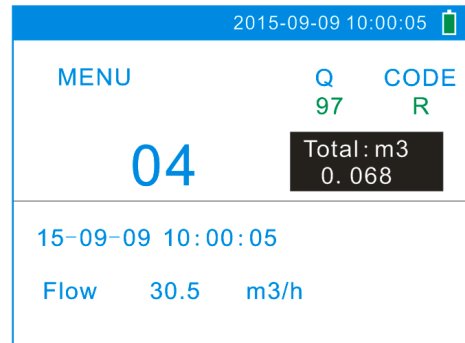 2015-09-09 10:00:05
MENU Q CODE
97 R
04
Total:m3
0.068
15-09-09 10:00:05
Flow 30.5 m3/h